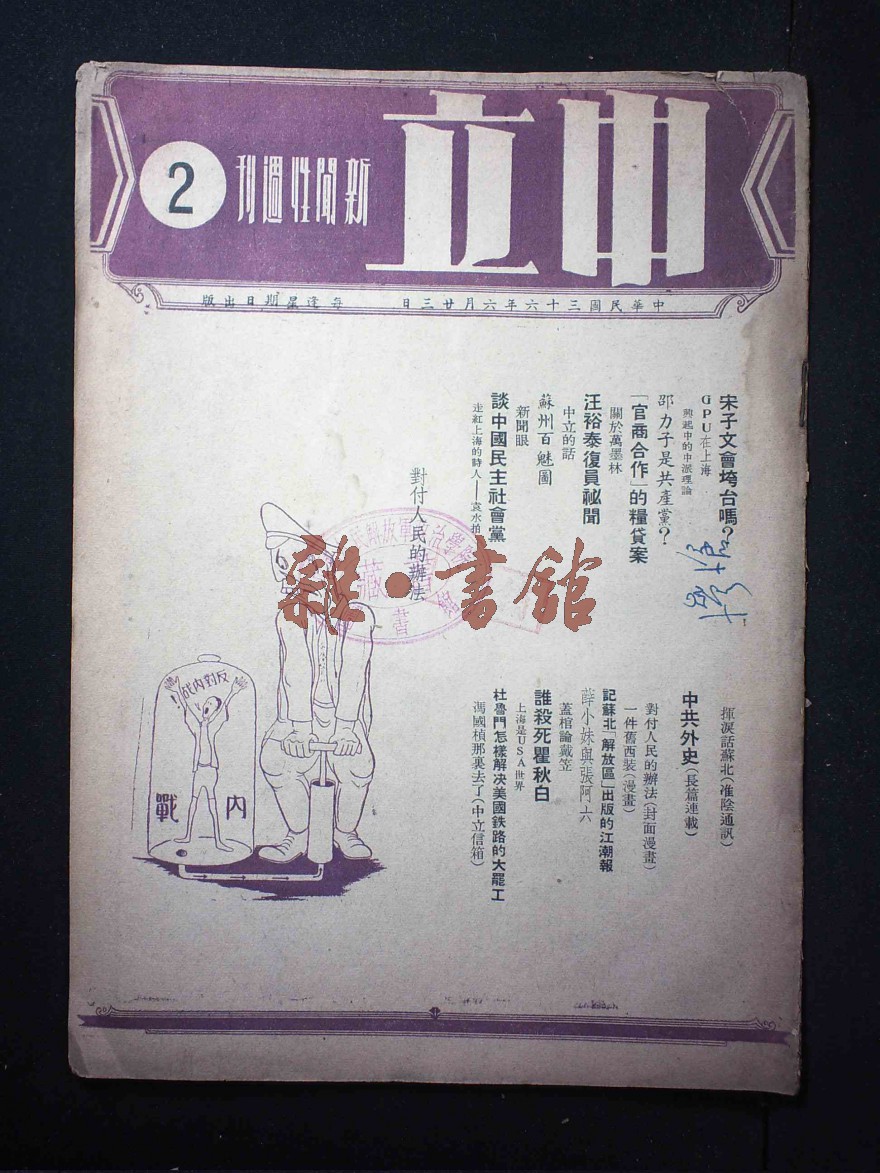 中立
新聞性週刊
2
中華民國三十六年六月廿三日 每逢星期日出版
宋子文會垮台嗎？
GPU在上海
興起中的中派理論
邵力子是共產黨？
「官商合作」的糧貸案
關於萬墨林
汪裕泰復員祕聞
中立的話
蘇州百魅圖
新聞眼
談中國民主社會黨
走紅上海的時人——袁水拍
揮淚話蘇北（淮陰通訊）
中共外史（長篇連載）
對付人民的辦法（封面漫畫）
一件舊西裝（漫畫）
記蘇北「解放區」出版的江潮報
薛小妹與張阿六
蓋棺論戴笠
誰殺死瞿秋白
上海是USA世界
杜魯門怎樣解决美國鉄路的大罷工
馮國楨那裏去了（中立信箱）
對付人民的辦法
反對內战！
內戰
雜·書館
藏書